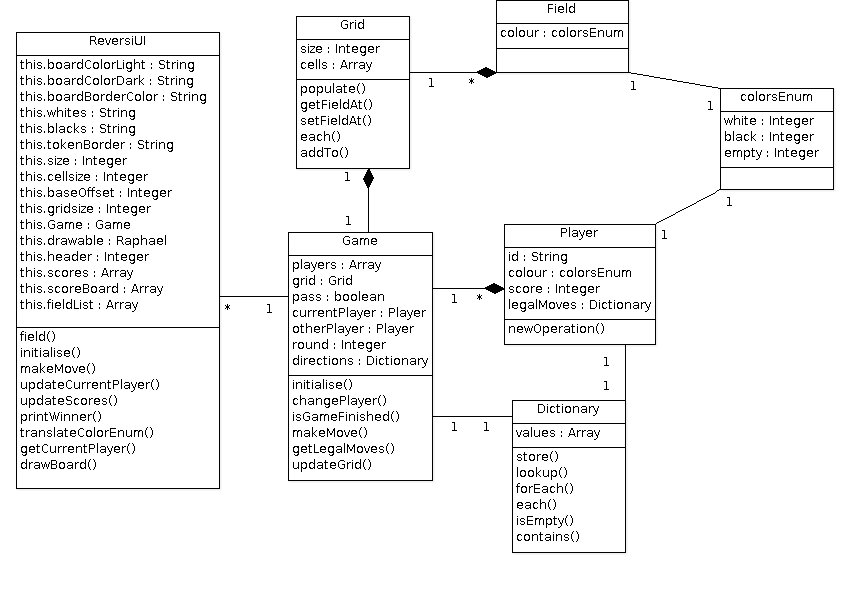 ReversiUI
this.boardColorLight : String
this.boardColorDark : String
this.boardBorderColor : String
this.whites : String
this.blacks : String
this.tokenBorder : String
this.size : Integer
this.cellsize : Integer
this.baseOffset : Integer
this.gridsize : Integer
this.Game : Game
this.drawable : Raphael
this.header : Integer
this.scores : Array
this.scoreBoard : Array
this.fieldList : Array
field()
initialise()
makeMove()
updateCurrentPlayer()
updateScores()
printWinner()
translateColorEnum()
getCurrentPlayer()
drawBoard()
* 1
Grid
size : Integer
cells : Array
populate()
getFieldAt()
setFieldAt()
each()
addTo()
1 *
1
1
Game
players : Array
grid : Grid
pass : boolean
currentPlayer : Player
otherPlayer : Player
round : Integer
directions : Dictionary
initialise()
changePlayer()
isGameFinished()
makeMove()
getLegalMoves()
updateGrid()
1 *
1 1
Field
colour : colorsEnum
1
1
colorsEnum
white : Integer
black : Integer
empty : Integer
1
1
Player
id : String
colour : colorsEnum
score : Integer
legalMoves : Dictionary
newOperation()
1
1
Dictionary
values : Array
store()
lookup()
forEach()
each()
isEmpty()
contains()